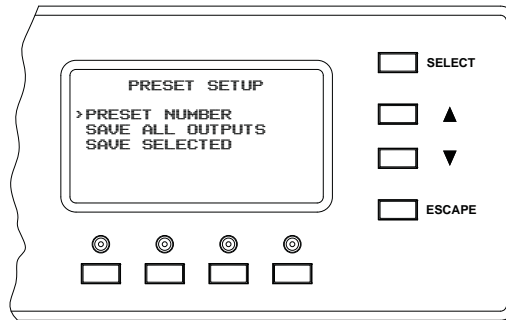 PRESET SETUP
>PRESET NUMBER
SAVE ALL OUTPUTS
SAVE SELECTED
SELECT
▲
▼
ESCAPE